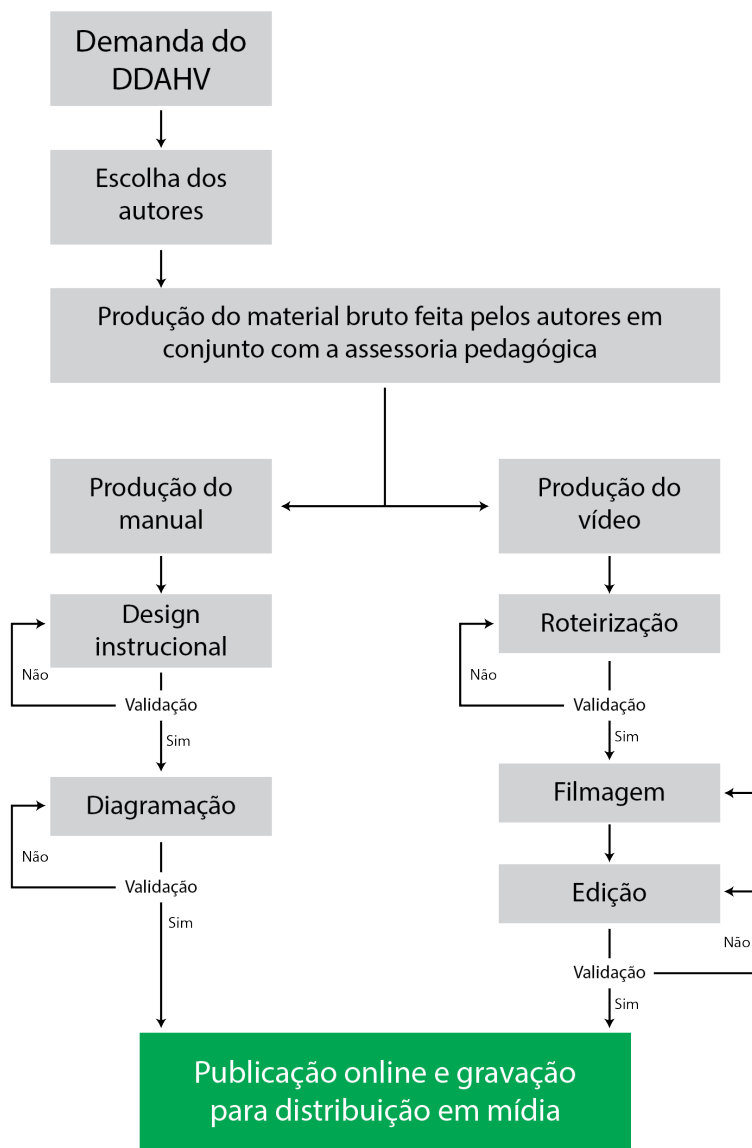 Demanda do
DDAHV
Escolha dos
autores
Produção do material bruto feita pelos autores em
conjunto com a assessoria pedagógica
Produção do
manual
Design
instrucional
Não
Validação
Sim
Diagramação
Não
Validação
Sim
Produção do
vídeo
Roteirização
Não
Validação
Sim
Filmagem
Edição
Não
Validação
Sim
Publicação online e gravação
para distribuição em mídia